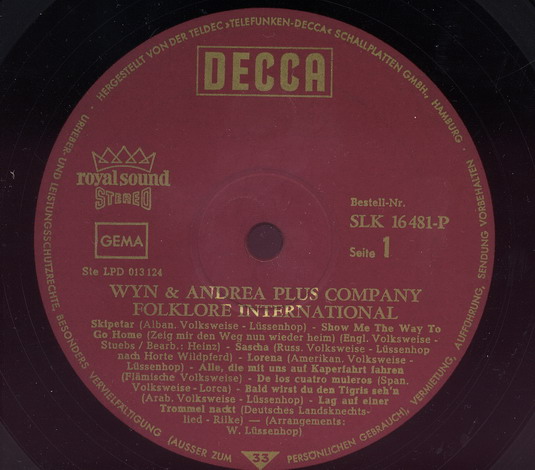 · HERGESTELLT VON DER TELDEC »TELEFUNKEN-DECCA« SCHALLPLATTEN GMBH., HAMBURG ·
URHEBER- UND LEISTUNGSSCHUTZRECHTE, BESONDERS VERVIELFÄLTIGUNG (AUSSER ZUM PERSÖNLICHEN GEBRAUCH), VERMIETUNG, AUFFÜHRUNG, SENDUNG VORBEHALTEN ·
DECCA
royal sound
STEREO
GEMA
Ste LPD 013 124
Bestell-Nr.
SLK 16 481-P
Seite 1
WYN & ANDREA PLUS COMPANY
FOLKLORE INTERNATIONAL
Skipetar (Alban. Volksweise - Lüssenhop) - Show Me The Way To
Go Home (Zeig mir den Weg nun wieder heim) (Engl. Volksweise -
Stuebs / Bearb.: Heinz) - Sascha (Russ. Volksweise - Lüssenhop
nach Horte Wildpferd) - Lorena (Amerikan. Volksweise -
Lüssenhop) - Alle, die mit uns auf Kaperfahrt fahren
(Flämische Volksweise) - De los cuatro muleros (Span.
Volksweise - Lorca) - Bald wirst du den Tigris seh'n
(Arab. Volksweise - Lüssenhop) - Lag auf einer
Trommel nackt (Deutsches Landsknechts-
lied - Rilke) - (Arrangements:
W. Lüssenhop)
33